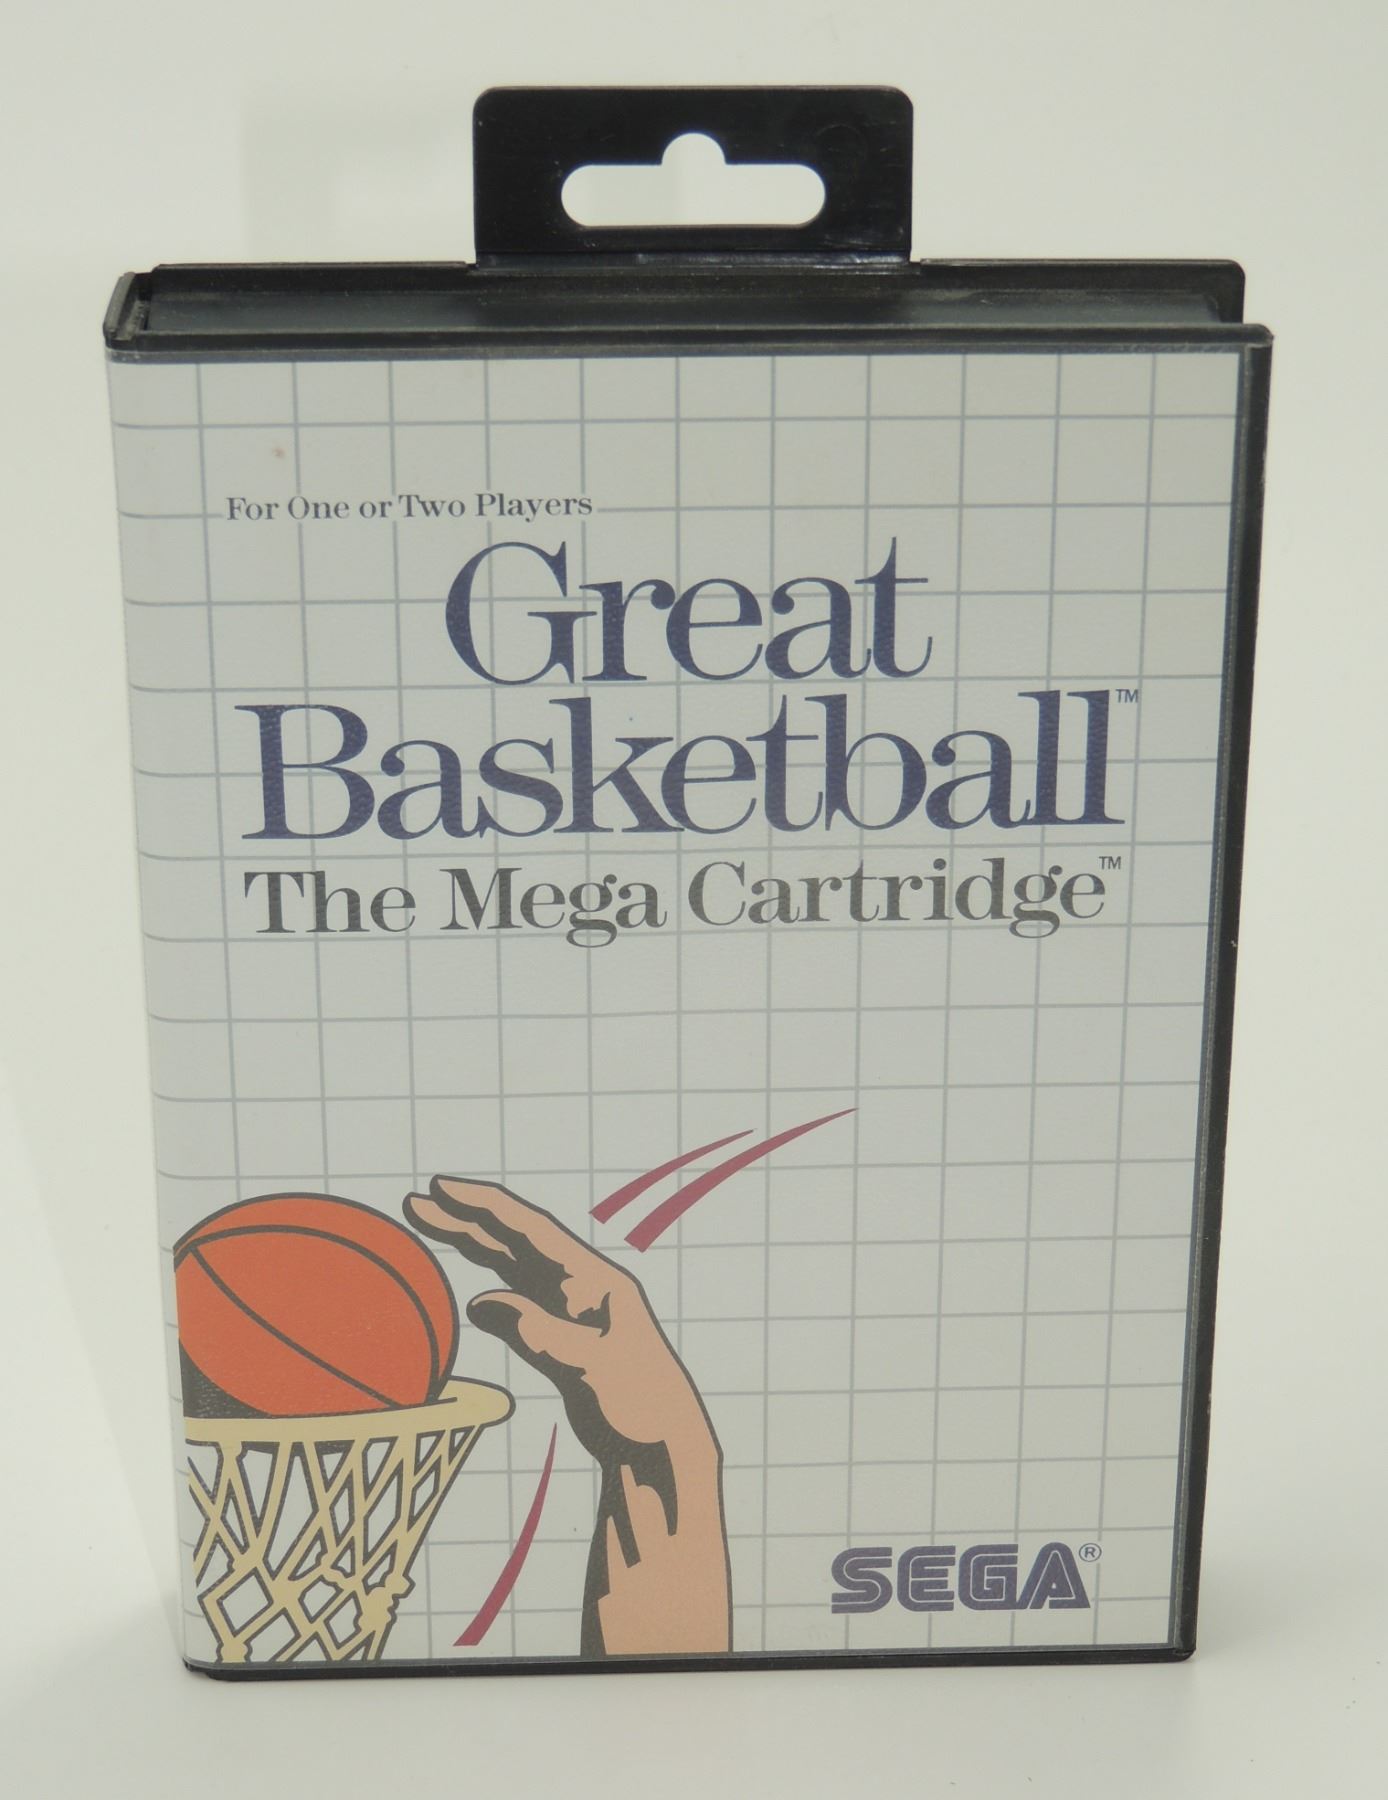 For One or Two Players
Great
Basketball™
The Mega Cartridge™
SEGA®